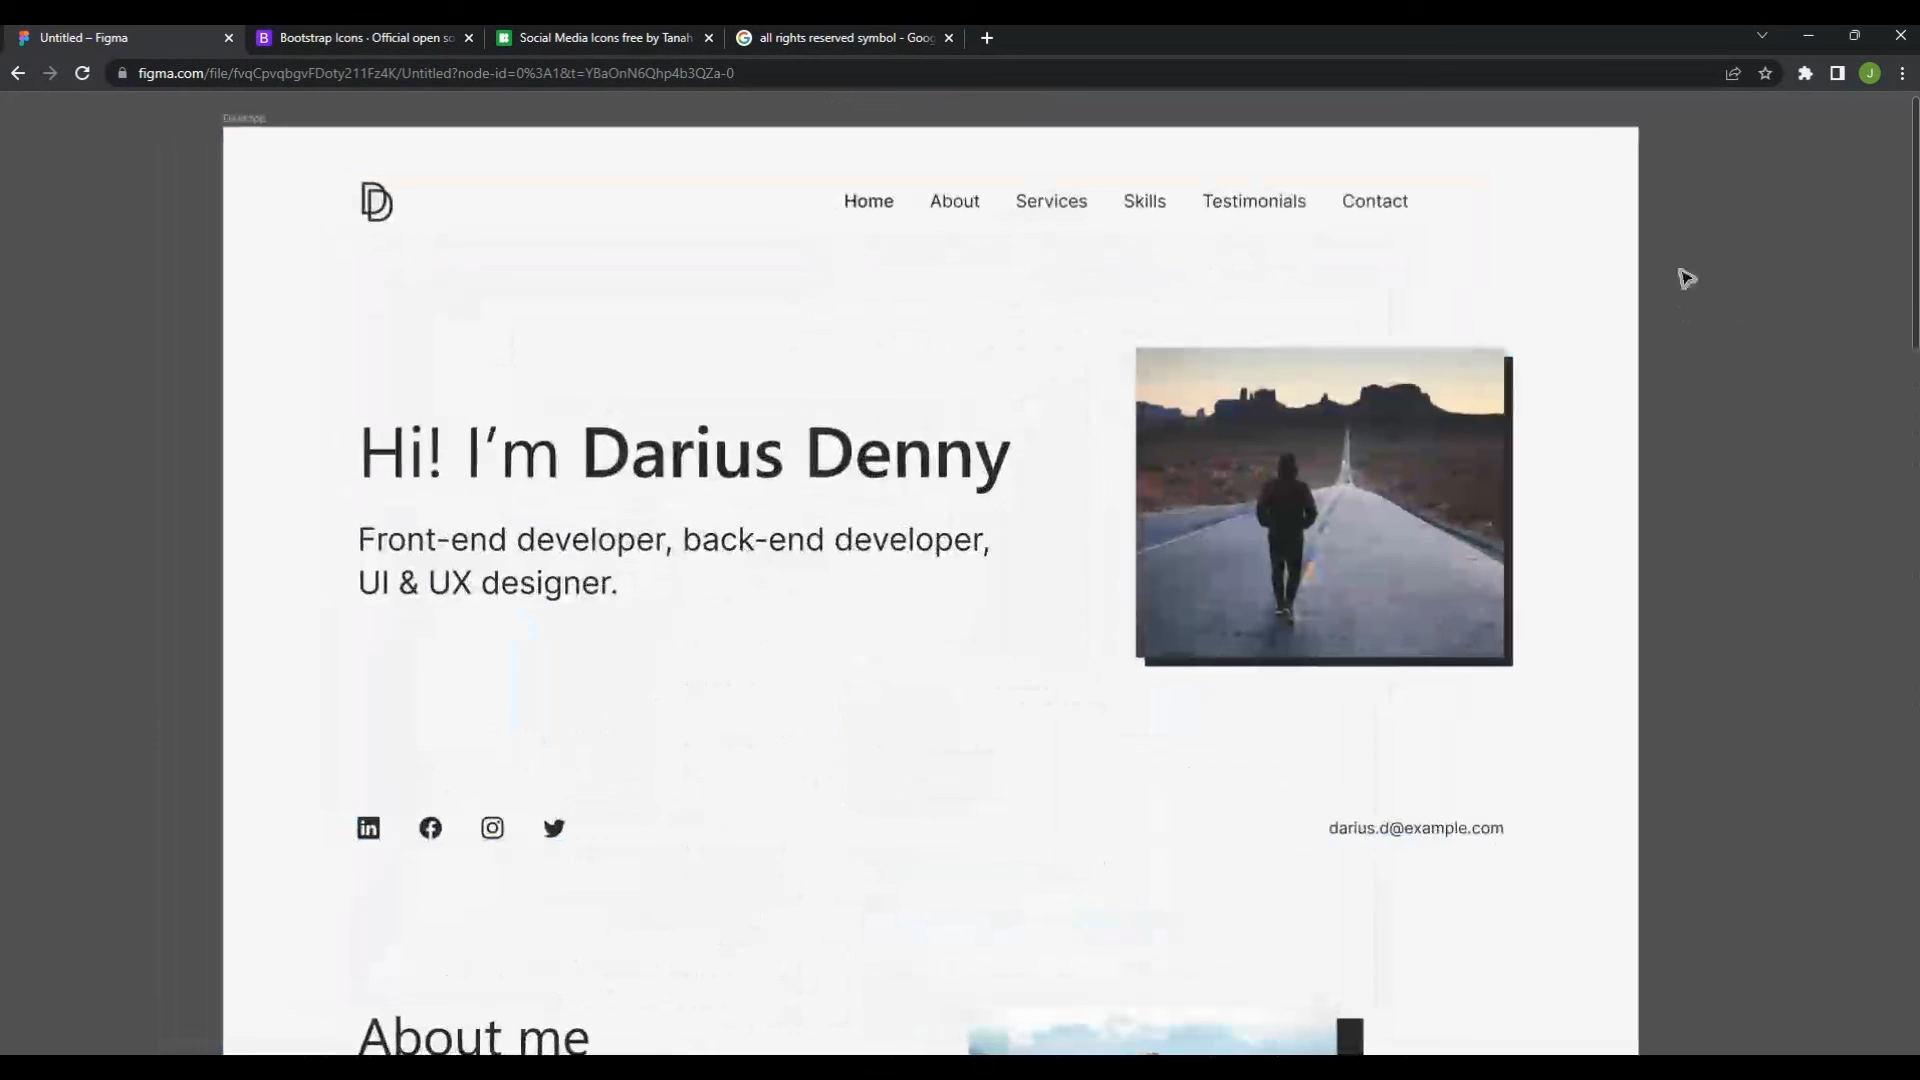 Untitled – Figma
Bootstrap Icons · Official open so
Social Media Icons free by Tanah
all rights reserved symbol - Goog
figma.com/file/fvqCpvqbgvFDoty211Fz4K/Untitled?node-id=0%3A1&t=YBaOnN6Qhp4b3QZa-0
J
Desktop
Home About Services Skills Testimonials Contact
Hi! I’m Darius Denny
Front-end developer, back-end developer,
UI & UX designer.
darius.d@example.com
About me